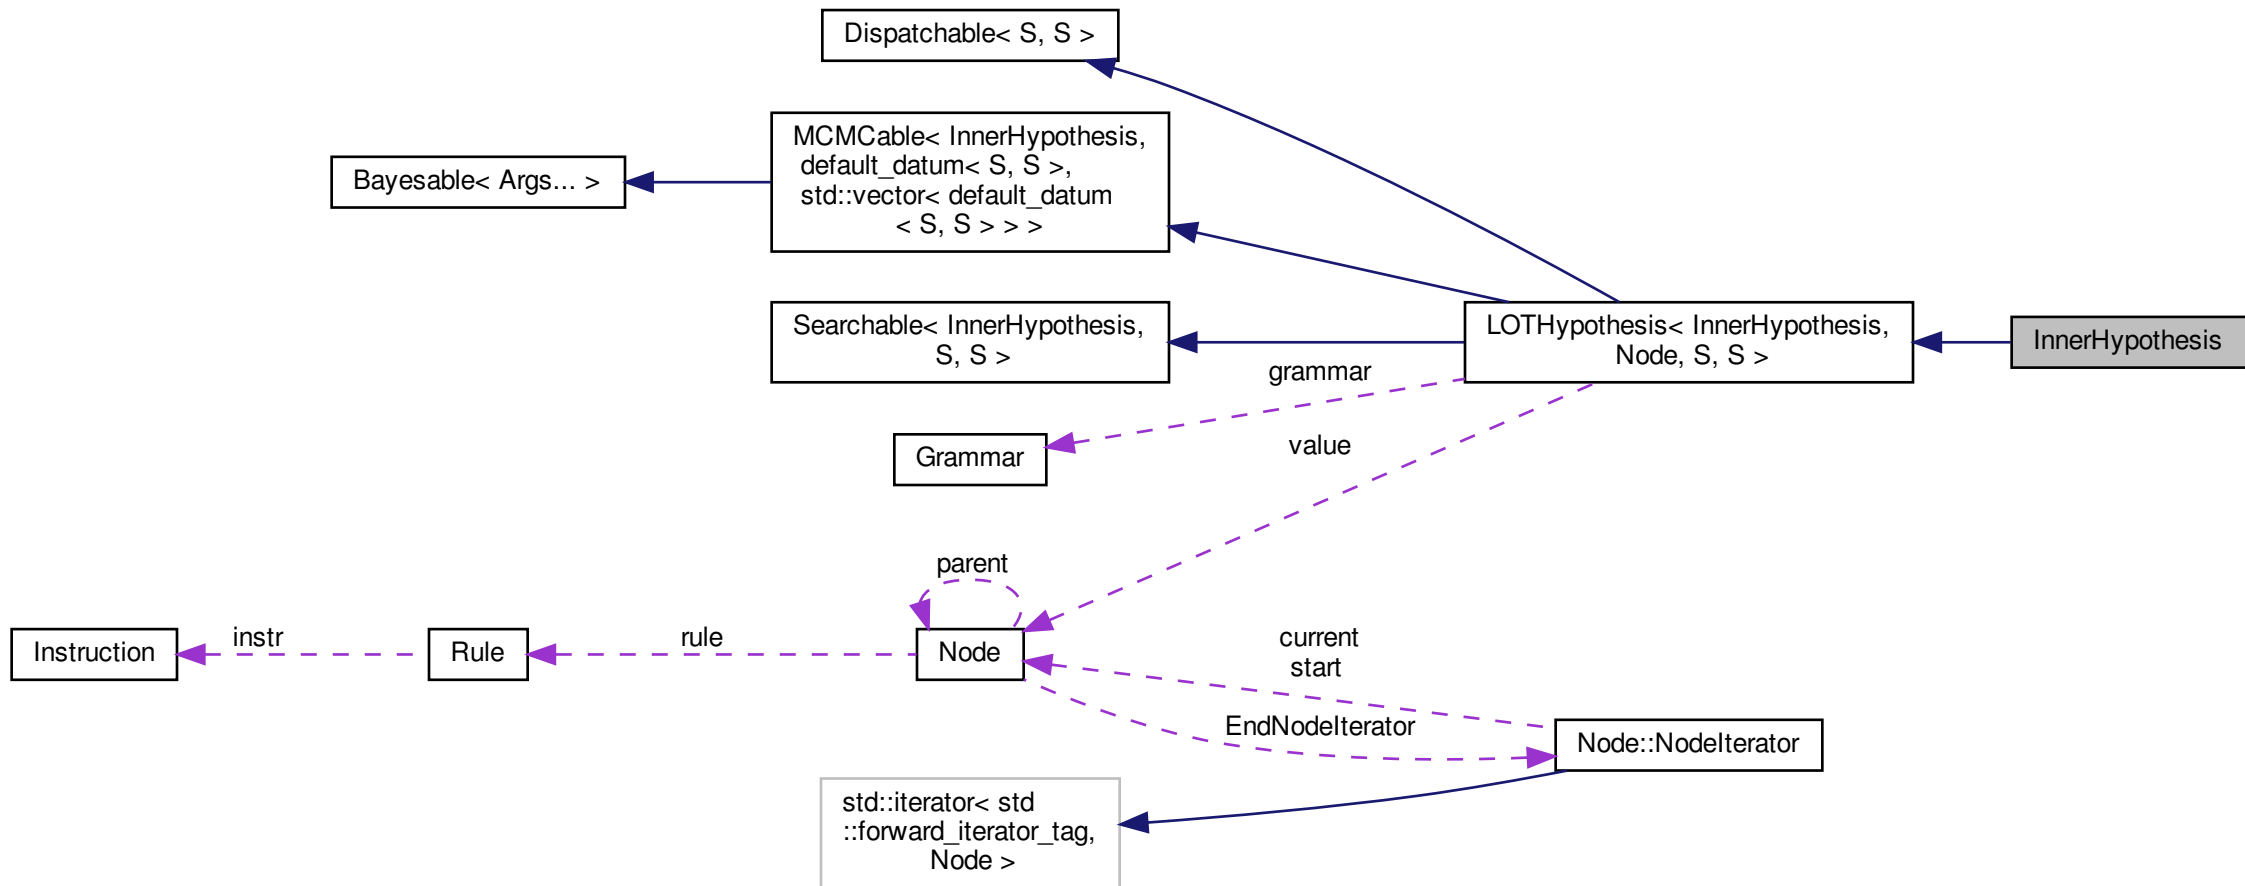 Dispatchable< S, S >
MCMCable< InnerHypothesis,
default_datum< S, S >,
std::vector< default_datum
< S, S > > >
Bayesable< Args... >
Searchable< InnerHypothesis,
S, S >
LOTHypothesis< InnerHypothesis,
Node, S, S >
InnerHypothesis
grammar
Grammar
value
parent
Instruction
instr
Rule
rule
Node
current
start
EndNodeIterator
Node::NodeIterator
std::iterator< std
::forward_iterator_tag,
Node >